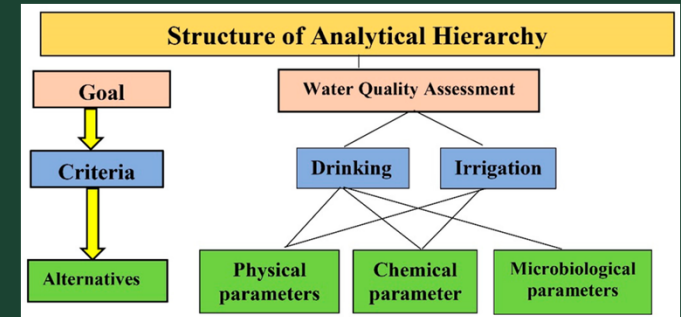 Structure of Analytical Hierarchy
Goal
Water Quality Assessment
Criteria
Drinking
Irrigation
Alternatives
Physical
parameters
Chemical
parameter
Microbiological
parameters